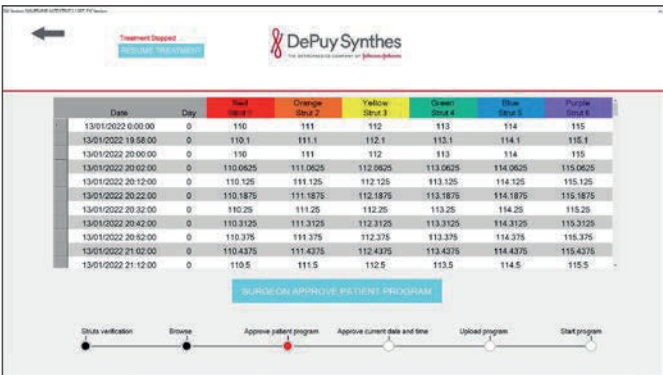 Treatment Stopped
RESUME TREATMENT
DePuy Synthes
THE ORTHOPAEDICS COMPANY OF Johnson & Johnson
Red Orange Yellow Green Blue Purple
Date Day Strut 1 Strut 2 Strut 3 Strut 4 Strut 5 Strut 6
13/01/2022 0:00:00 0 110 111 112 113 114 115
13/01/2022 19:58:00 0 110.1 111.1 112.1 113.1 114.1 115.1
13/01/2022 20:00:00 0 110 111 112 113 114 115
13/01/2022 20:02:00 0 110.0625 111.0625 112.0625 113.0625 114.0625 115.0625
13/01/2022 20:12:00 0 110.125 111.125 112.125 113.125 114.125 115.125
13/01/2022 20:22:00 0 110.1875 111.1875 112.1875 113.1875 114.1875 115.1875
13/01/2022 20:32:00 0 110.25 111.25 112.25 113.25 114.25 115.25
13/01/2022 20:42:00 0 110.3125 111.3125 112.3125 113.3125 114.3125 115.3125
13/01/2022 20:52:00 0 110.375 111.375 112.375 113.375 114.375 115.375
13/01/2022 21:02:00 0 110.4375 111.4375 112.4375 113.4375 114.4375 115.4375
13/01/2022 21:12:00 0 110.5 111.5 112.5 113.5 114.5 115.5
SURGEON APPROVE PATIENT PROGRAM
Struts verification Browse Approve patient program Approve current date and time Upload program Start program